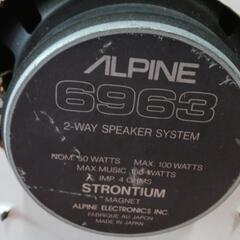 ALPINE
6963
2-WAY SPEAKER SYSTEM
NOM. 50 WATTS MAX. 100 WATTS
MAX. MUSIC 100 WATTS
IMP. 4 OHMS
STRONTIUM
MAGNET
ALPINE ELECTRONICS INC.
FABRIQUE AU JAPON
MADE IN JAPAN